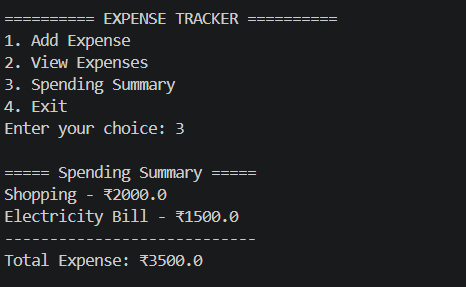 ========== EXPENSE TRACKER ==========
1. Add Expense
2. View Expenses
3. Spending Summary
4. Exit
Enter your choice: 3
===== Spending Summary =====
Shopping - ₹2000.0
Electricity Bill - ₹1500.0
----------------------------
Total Expense: ₹3500.0